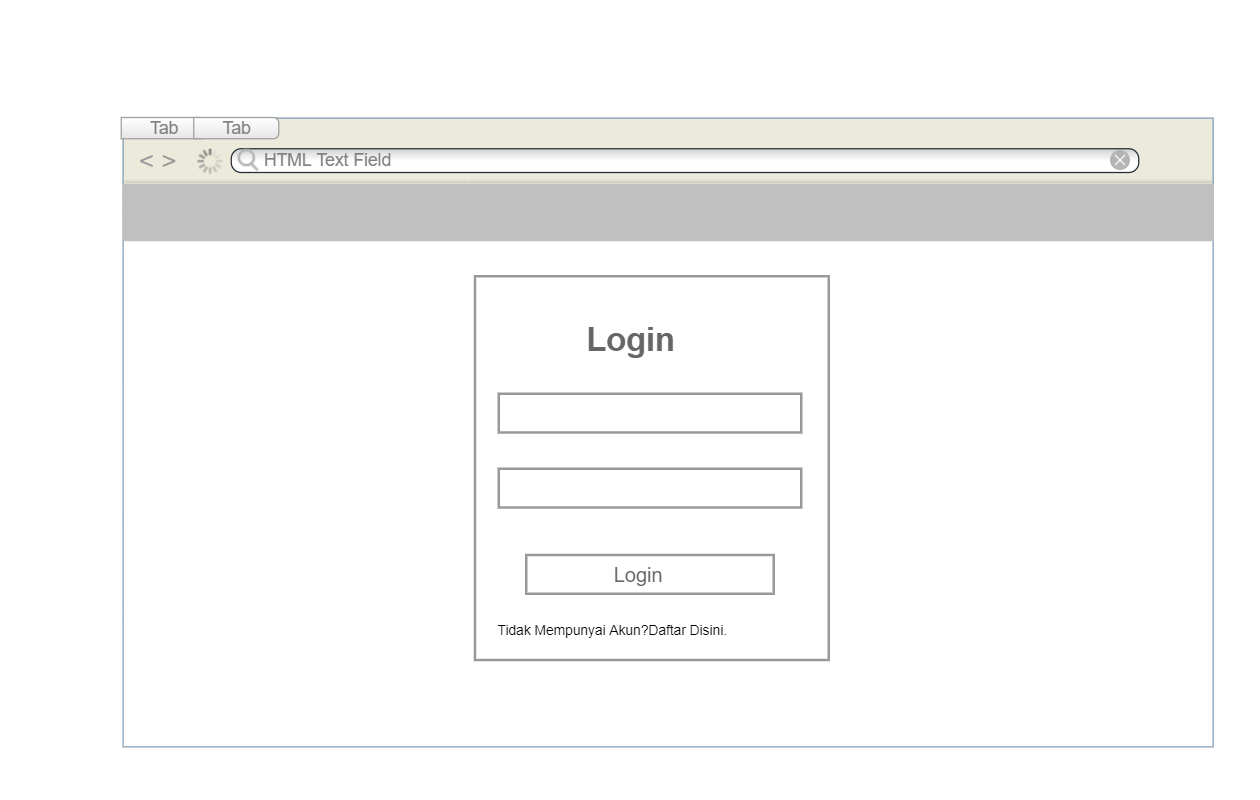 Tab Tab
< > HTML Text Field
Login
Login
Tidak Mempunyai Akun?Daftar Disini.